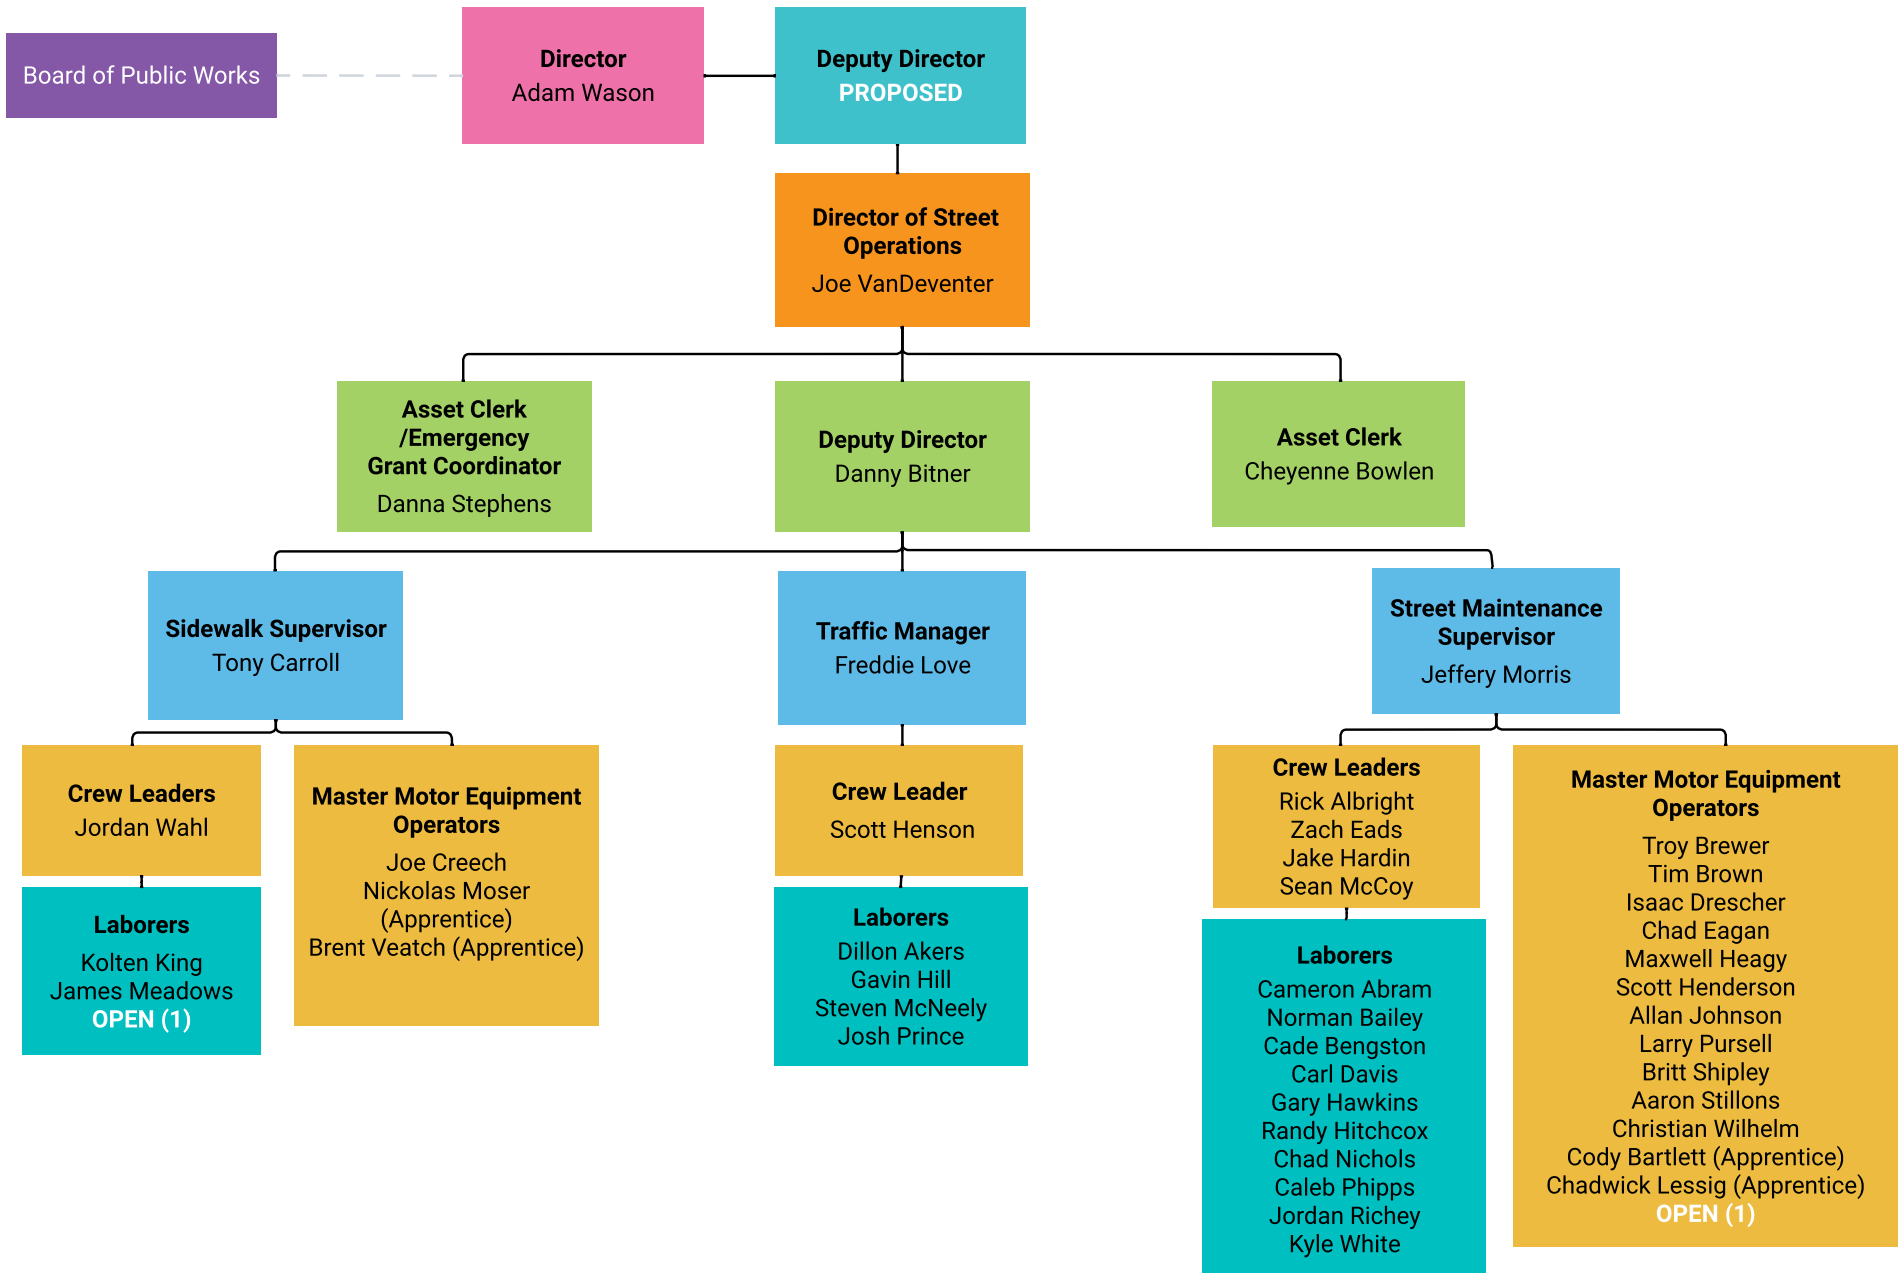 Board of Public Works
Director
Adam Wason
Deputy Director
PROPOSED
Director of Street
Operations
Joe VanDeventer
Asset Clerk
/Emergency
Grant Coordinator
Danna Stephens
Deputy Director
Danny Bitner
Asset Clerk
Cheyenne Bowlen
Sidewalk Supervisor
Tony Carroll
Traffic Manager
Freddie Love
Street Maintenance
Supervisor
Jeffery Morris
Crew Leaders
Jordan Wahl
Master Motor Equipment
Operators
Joe Creech
Nickolas Moser
(Apprentice)
Brent Veatch (Apprentice)
Crew Leader
Scott Henson
Crew Leaders
Rick Albright
Zach Eads
Jake Hardin
Sean McCoy
Master Motor Equipment
Operators
Troy Brewer
Tim Brown
Isaac Drescher
Chad Eagan
Maxwell Heagy
Scott Henderson
Allan Johnson
Larry Pursell
Britt Shipley
Aaron Stillons
Christian Wilhelm
Cody Bartlett (Apprentice)
Chadwick Lessig (Apprentice)
OPEN (1)
Laborers
Kolten King
James Meadows
OPEN (1)
Laborers
Dillon Akers
Gavin Hill
Steven McNeely
Josh Prince
Laborers
Cameron Abram
Norman Bailey
Cade Bengston
Carl Davis
Gary Hawkins
Randy Hitchcox
Chad Nichols
Caleb Phipps
Jordan Richey
Kyle White